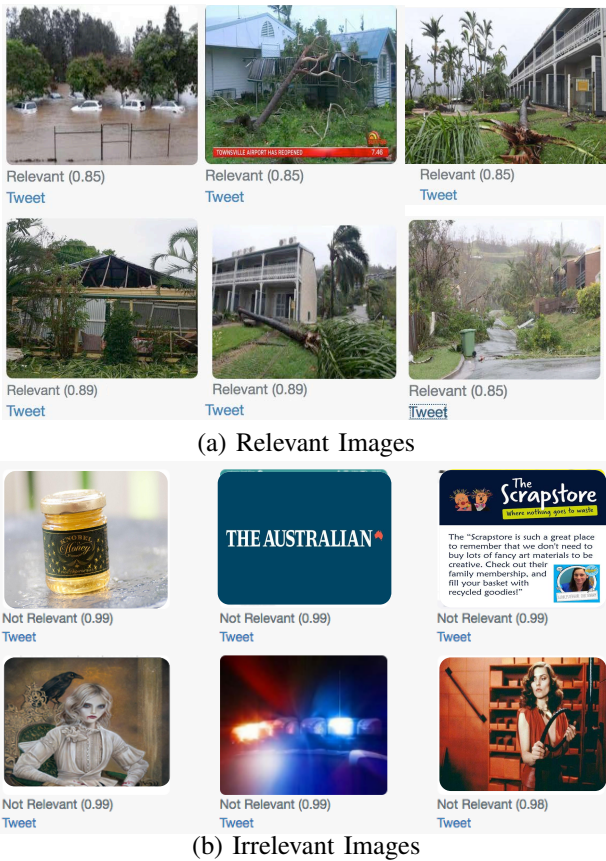 TOWNSVILLE AIRPORT HAS REOPENED 7.46
Relevant (0.85) Relevant (0.85) Relevant (0.85)
Tweet Tweet Tweet
Relevant (0.89) Relevant (0.89) Relevant (0.85)
Tweet Tweet Tweet
(a) Relevant Images
The
Scrapstore
Where nothing goes to waste
Honey
THE AUSTRALIAN
The “Scrapstore is such a great place
to remember that we don't need to
buy lots of fancy art materials to be
creative. Check out their
family membership, and
fill your basket with
recycled goodies!”
Not Relevant (0.99) Not Relevant (0.99) Not Relevant (0.99)
Tweet Tweet Tweet
Not Relevant (0.99) Not Relevant (0.99) Not Relevant (0.98)
Tweet Tweet Tweet
(b) Irrelevant Images